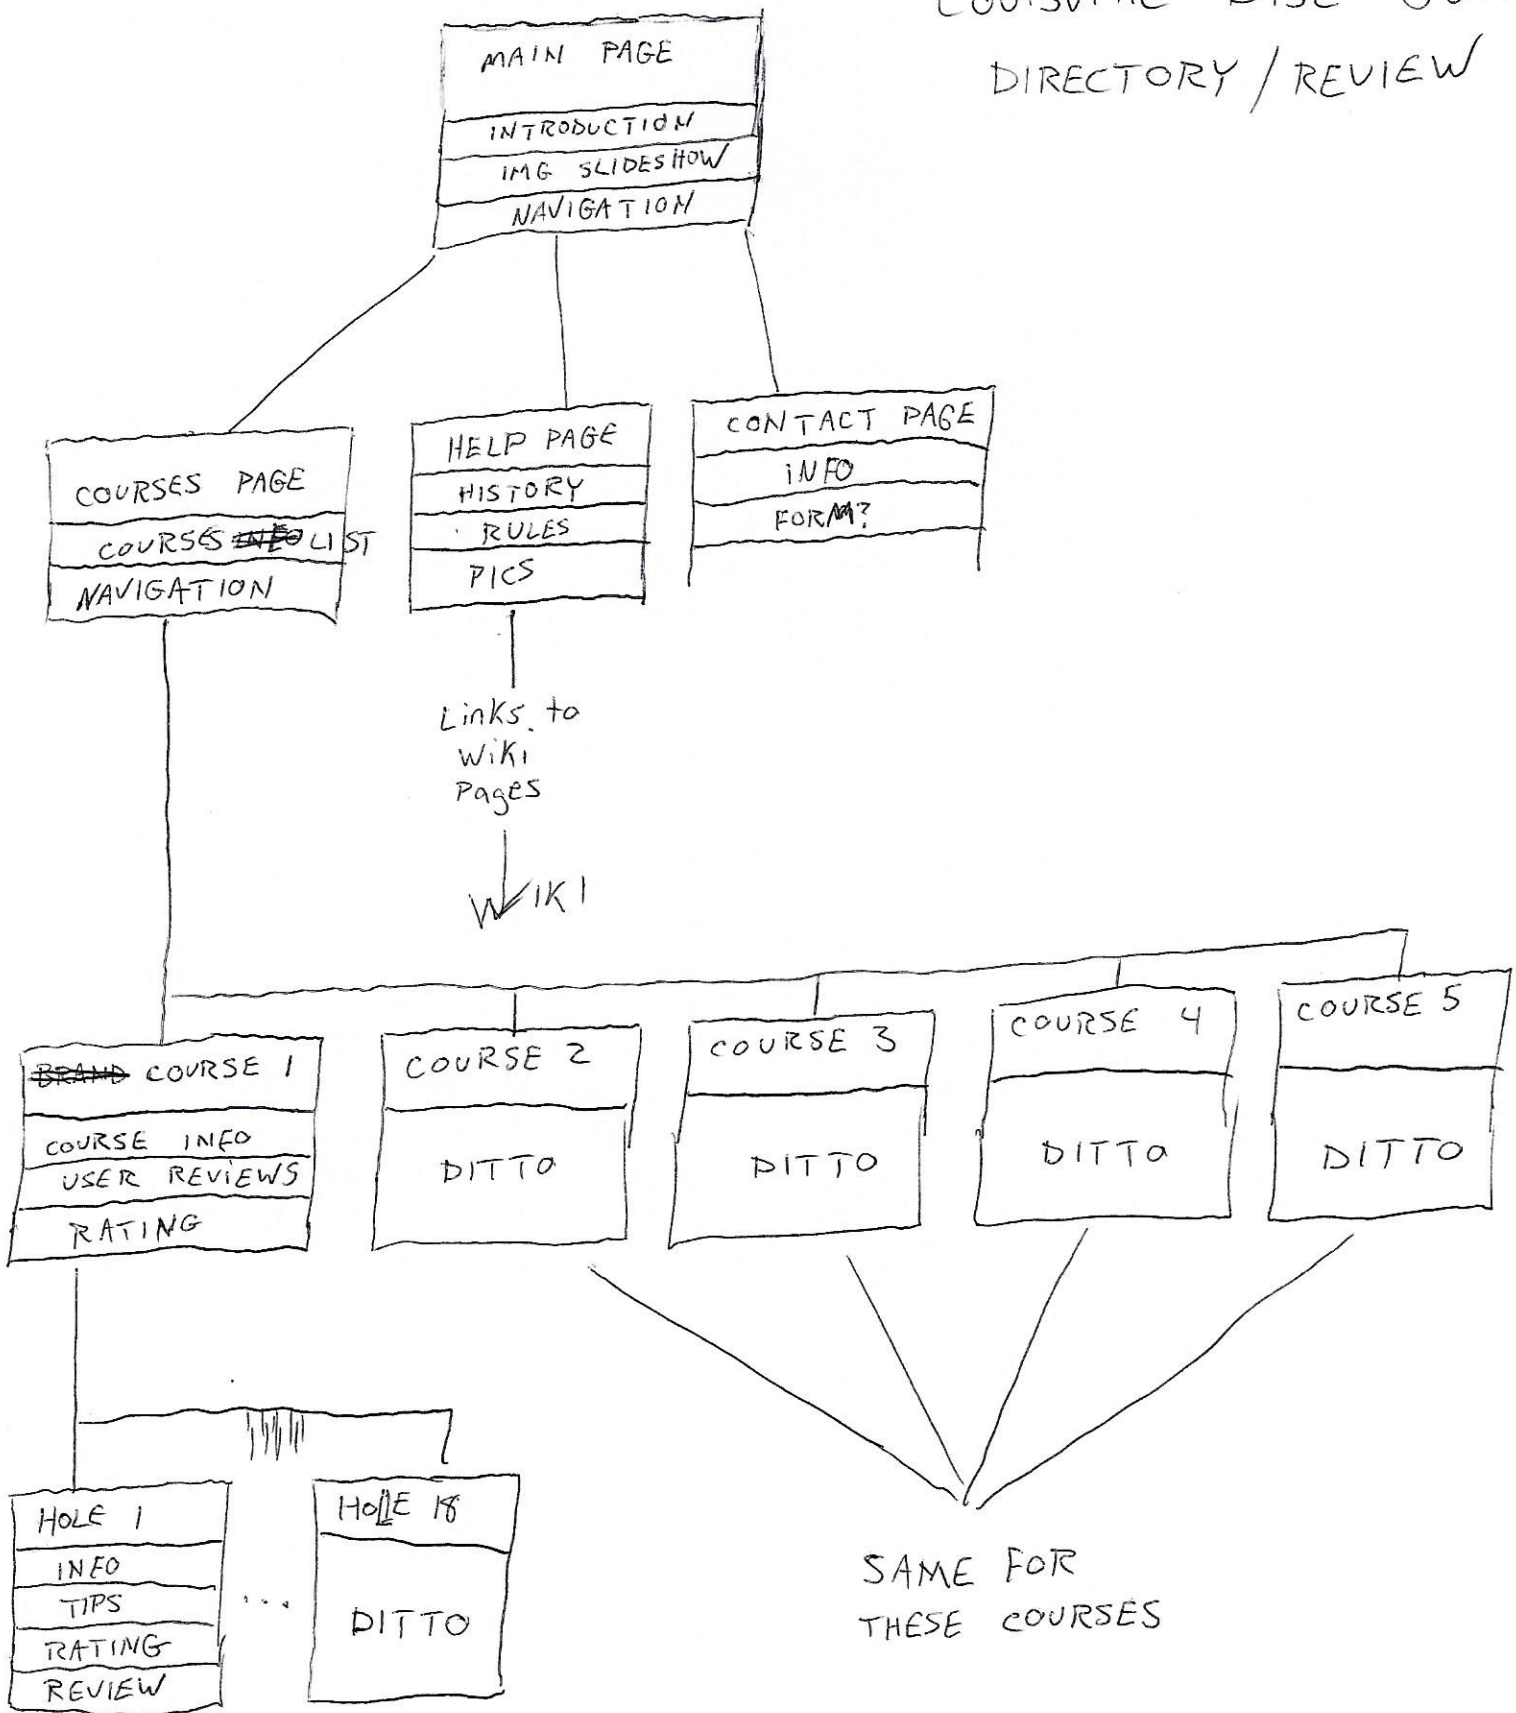 LOUISVILLE DISC
DIRECTORY / REVIEW
MAIN PAGE
INTRODUCTION
IMG SLIDESHOW
NAVIGATION
COURSES PAGE
COURSES LIST
NAVIGATION
HELP PAGE
HISTORY
RULES
PICS
CONTACT PAGE
INFO
FORM?
Links to
Wiki
Pages
WIKI
BRAND COURSE 1
COURSE INFO
USER REVIEWS
RATING
COURSE 2
DITTO
COURSE 3
DITTO
COURSE 4
DITTO
COURSE 5
DITTO
HOLE 1
INFO
TIPS
RATING
REVIEW
...
HOLE 18
DITTO
SAME FOR
THESE COURSES